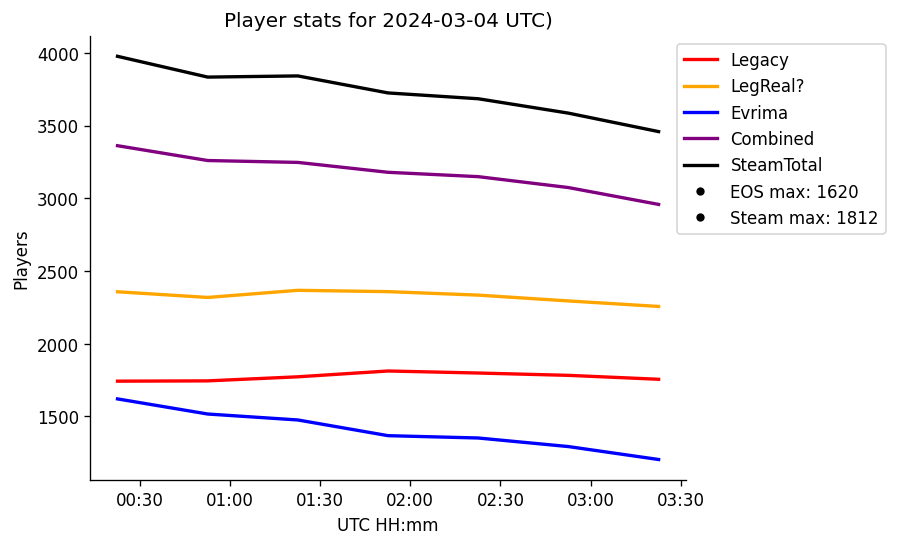 Player stats for 2024-03-04 UTC)
4000
3500
3000
2500
2000
1500
Players
00:30
01:00
01:30
02:00
02:30
03:00
03:30
UTC HH:mm
Legacy
LegReal?
Evrima
Combined
SteamTotal
EOS max: 1620
Steam max: 1812